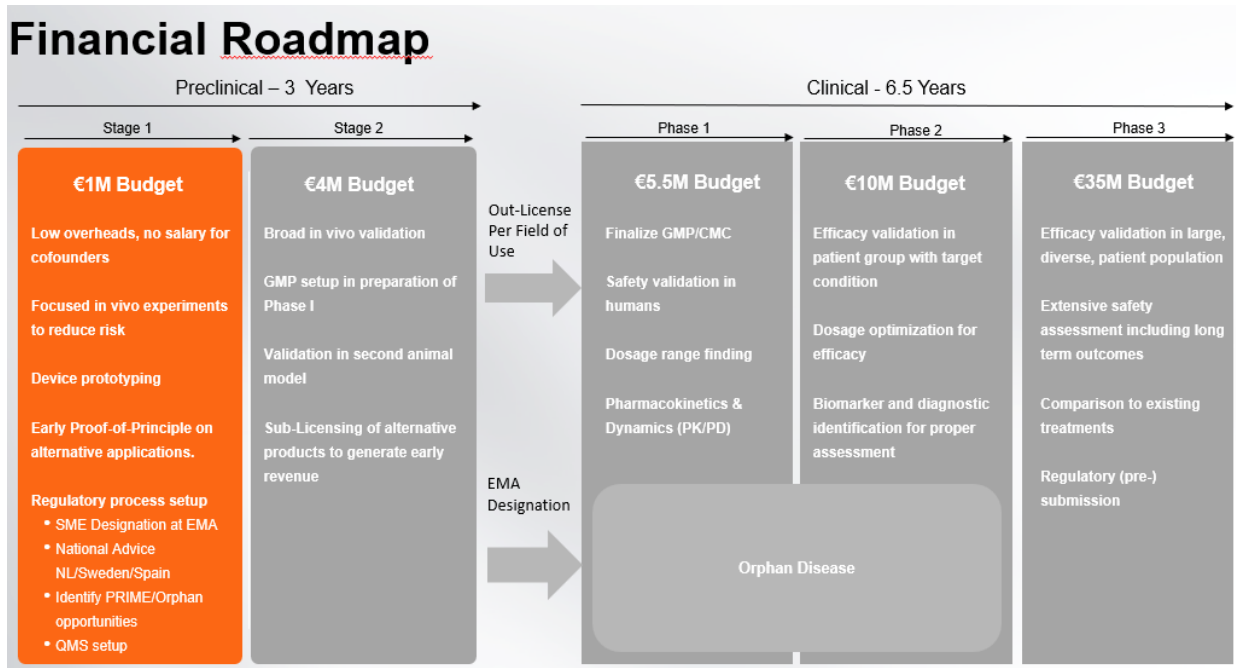 Financial Roadmap
Preclinical – 3 Years
Clinical - 6.5 Years
Stage 1
Stage 2
Phase 1
Phase 2
Phase 3
€1M Budget
Low overheads, no salary for
cofounders
Focused in vivo experiments
to reduce risk
Device prototyping
Early Proof-of-Principle on
alternative applications.
Regulatory process setup
• SME Designation at EMA
• National Advice
NL/Sweden/Spain
• Identify PRIME/Orphan
opportunities
• QMS setup
€4M Budget
Broad in vivo validation
GMP setup in preparation of
Phase I
Validation in second animal
model
Sub-Licensing of alternative
products to generate early
revenue
Out-License
Per Field of
Use
EMA
Designation
€5.5M Budget
Finalize GMP/CMC
Safety validation in
humans
Dosage range finding
Pharmacokinetics &
Dynamics (PK/PD)
€10M Budget
Efficacy validation in
patient group with target
condition
Dosage optimization for
efficacy
Biomarker and diagnostic
identification for proper
assessment
Orphan Disease
€35M Budget
Efficacy validation in large,
diverse, patient population
Extensive safety
assessment including long
term outcomes
Comparison to existing
treatments
Regulatory (pre-)
submission